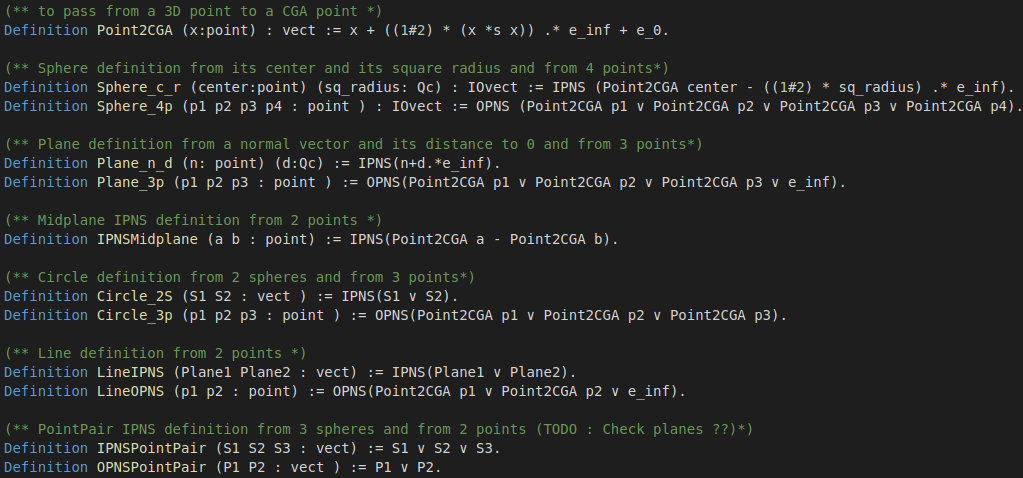 (** to pass from a 3D point to a CGA point *)
Definition Point2CGA (x:point) : vect := x + ((1#2) * (x *s x)) .* e_inf + e_0.
(** Sphere definition from its center and its square radius and from 4 points*)
Definition Sphere_c_r (center:point) (sq_radius: Qc) : IOvect := IPNS (Point2CGA center - ((1#2) * sq_radius) .* e_inf).
Definition Sphere_4p (p1 p2 p3 p4 : point ) : IOvect := OPNS (Point2CGA p1 ∨ Point2CGA p2 ∨ Point2CGA p3 ∨ Point2CGA p4).
(** Plane definition from a normal vector and its distance to 0 and from 3 points*)
Definition Plane_n_d (n: point) (d:Qc) := IPNS(n+d.*e_inf).
Definition Plane_3p (p1 p2 p3 : point ) := OPNS(Point2CGA p1 ∨ Point2CGA p2 ∨ Point2CGA p3 ∨ e_inf).
(** Midplane IPNS definition from 2 points *)
Definition IPNSMidplane (a b : point) := IPNS(Point2CGA a - Point2CGA b).
(** Circle definition from 2 spheres and from 3 points*)
Definition Circle_2S (S1 S2 : vect ) := IPNS(S1 ∨ S2).
Definition Circle_3p (p1 p2 p3 : point ) := OPNS(Point2CGA p1 ∨ Point2CGA p2 ∨ Point2CGA p3).
(** Line definition from 2 points *)
Definition LineIPNS (Plane1 Plane2 : vect) := IPNS(Plane1 ∨ Plane2).
Definition LineOPNS (p1 p2 : point) := OPNS(Point2CGA p1 ∨ Point2CGA p2 ∨ e_inf).
(** PointPair IPNS definition from 3 spheres and from 2 points (TODO : Check planes ??)*)
Definition IPNSPointPair (S1 S2 S3 : vect) := S1 ∨ S2 ∨ S3.
Definition OPNSPointPair (P1 P2 : vect ) := P1 ∨ P2.